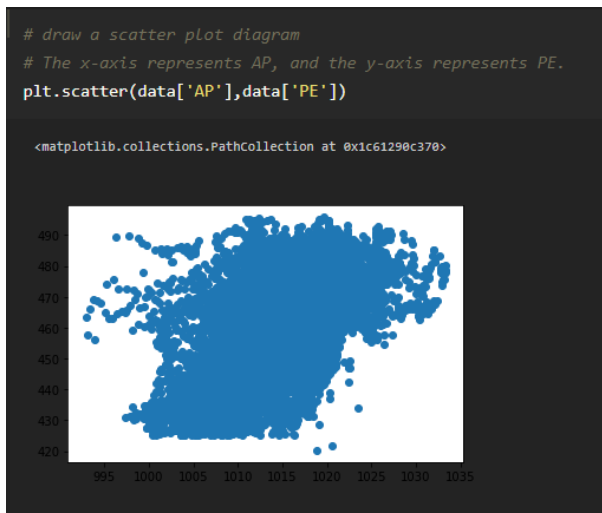 # draw a scatter plot diagram
# The x-axis represents AP, and the y-axis represents PE.
plt.scatter(data['AP'],data['PE'])
<matplotlib.collections.PathCollection at 0x1c61290c370>
490
480
470
460
450
440
430
420
995 1000 1005 1010 1015 1020 1025 1030 1035